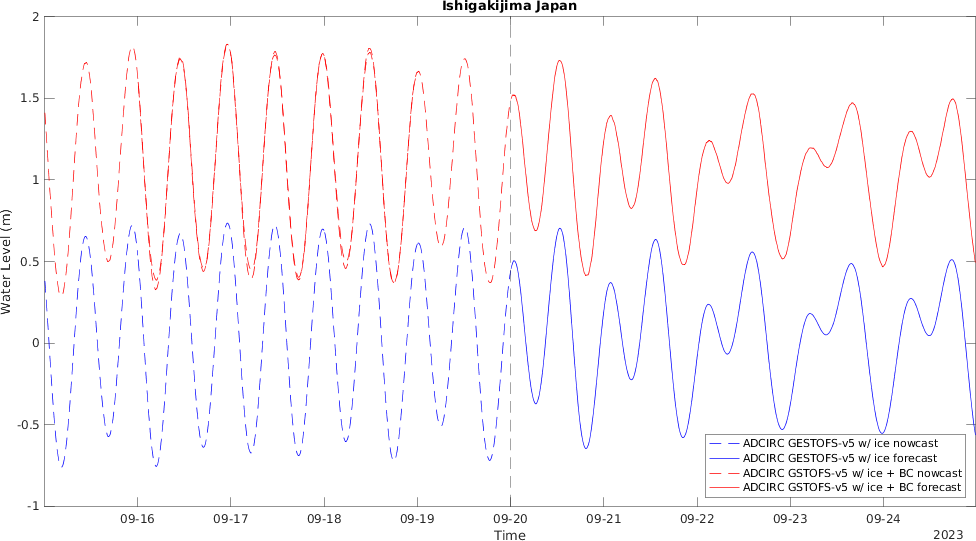 Ishigakijima Japan
2
1.5
1
0.5
0
-0.5
-1
Water Level (m)
09-16 09-17 09-18 09-19 09-20 09-21 09-22 09-23 09-24
Time
2023
ADCIRC GESTOFS-v5 w/ ice nowcast
ADCIRC GESTOFS-v5 w/ ice forecast
ADCIRC GSTOFS-v5 w/ ice + BC nowcast
ADCIRC GSTOFS-v5 w/ ice + BC forecast